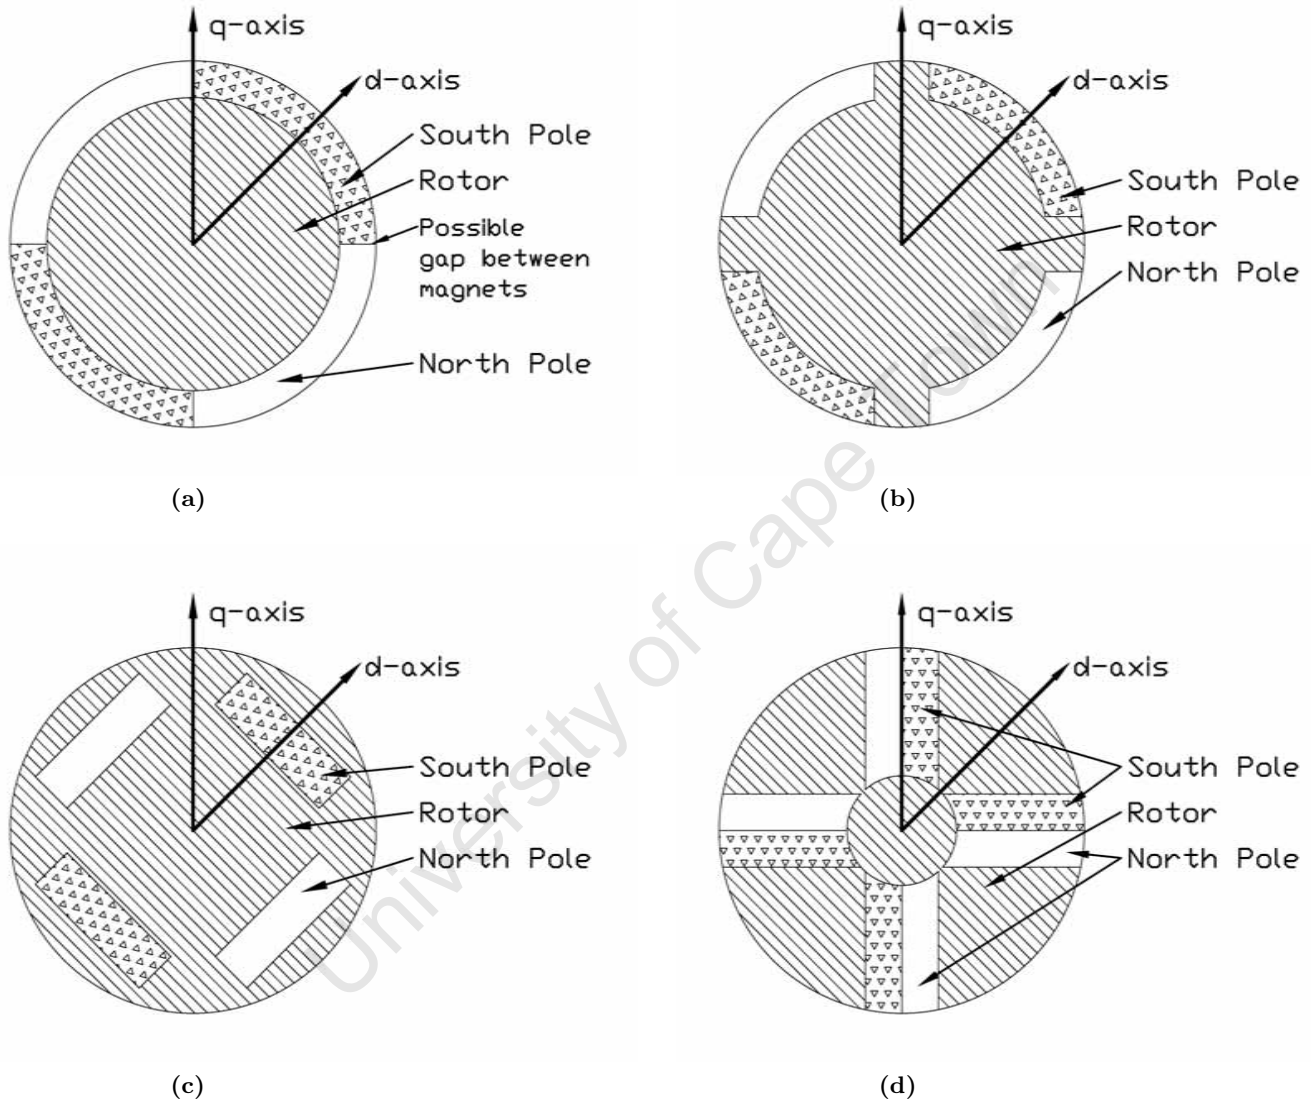 q-axis
d-axis
South Pole
Rotor
Possible
gap between
magnets
North Pole
(a)
q-axis
d-axis
South Pole
Rotor
North Pole
(b)
q-axis
d-axis
South Pole
Rotor
North Pole
(c)
q-axis
d-axis
South Pole
Rotor
North Pole
(d)
University of Cape Town